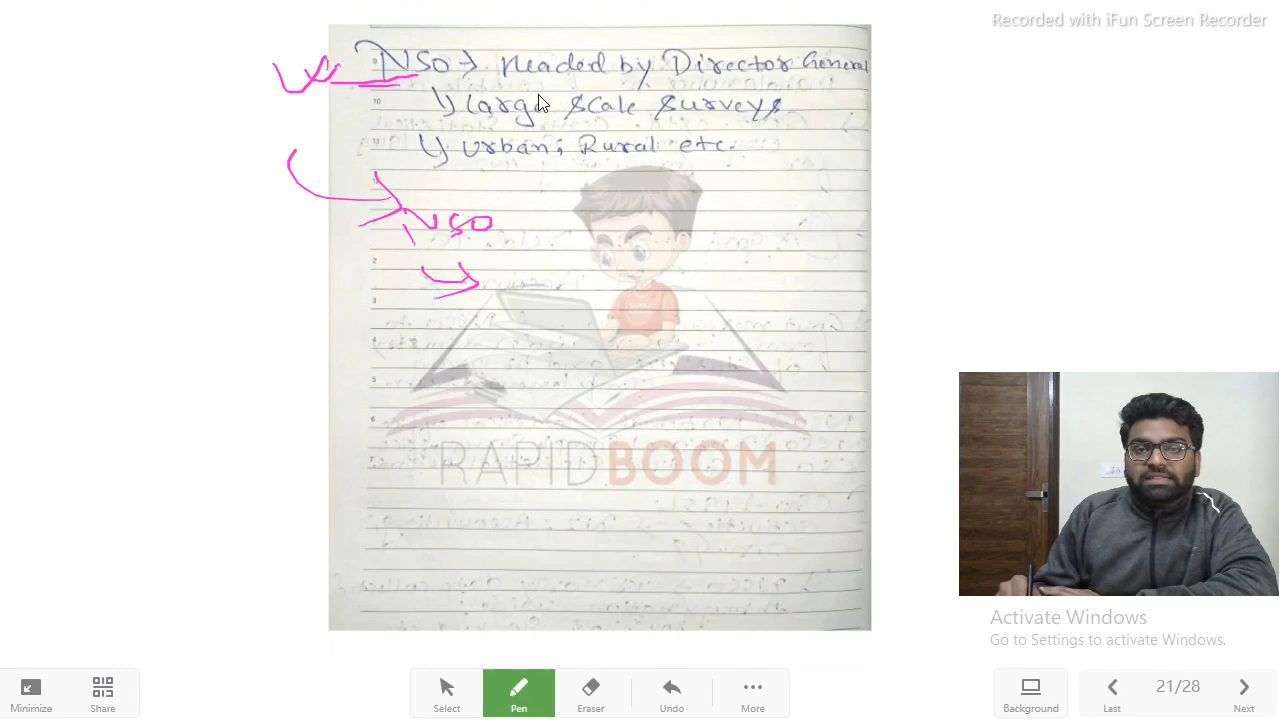 Recorded with iFun Screen Recorder
NSO → Headed by Director General
large scale surveys
urban; Rural etc.
NSO
RAPIDBOOM
Activate Windows
Go to Settings to activate Windows.
Minimize
Share
Select
Pen
Eraser
Undo
More
Background
Last
21/28
Next